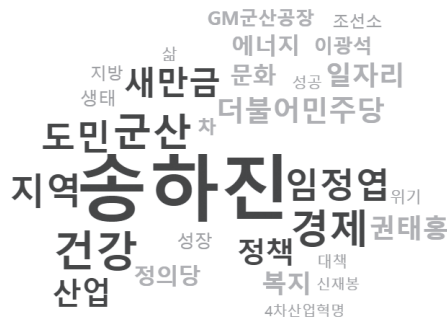 GM군산공장 조선소
에너지 이광석
삶
지방 새만금 문화 성공 일자리
생태 더불어민주당
도민 군산 차
지역 송하진 임정엽 위기
경제 권태홍
건강 성장 정책 대책
정의당 복지 신재봉
산업
4차산업혁명